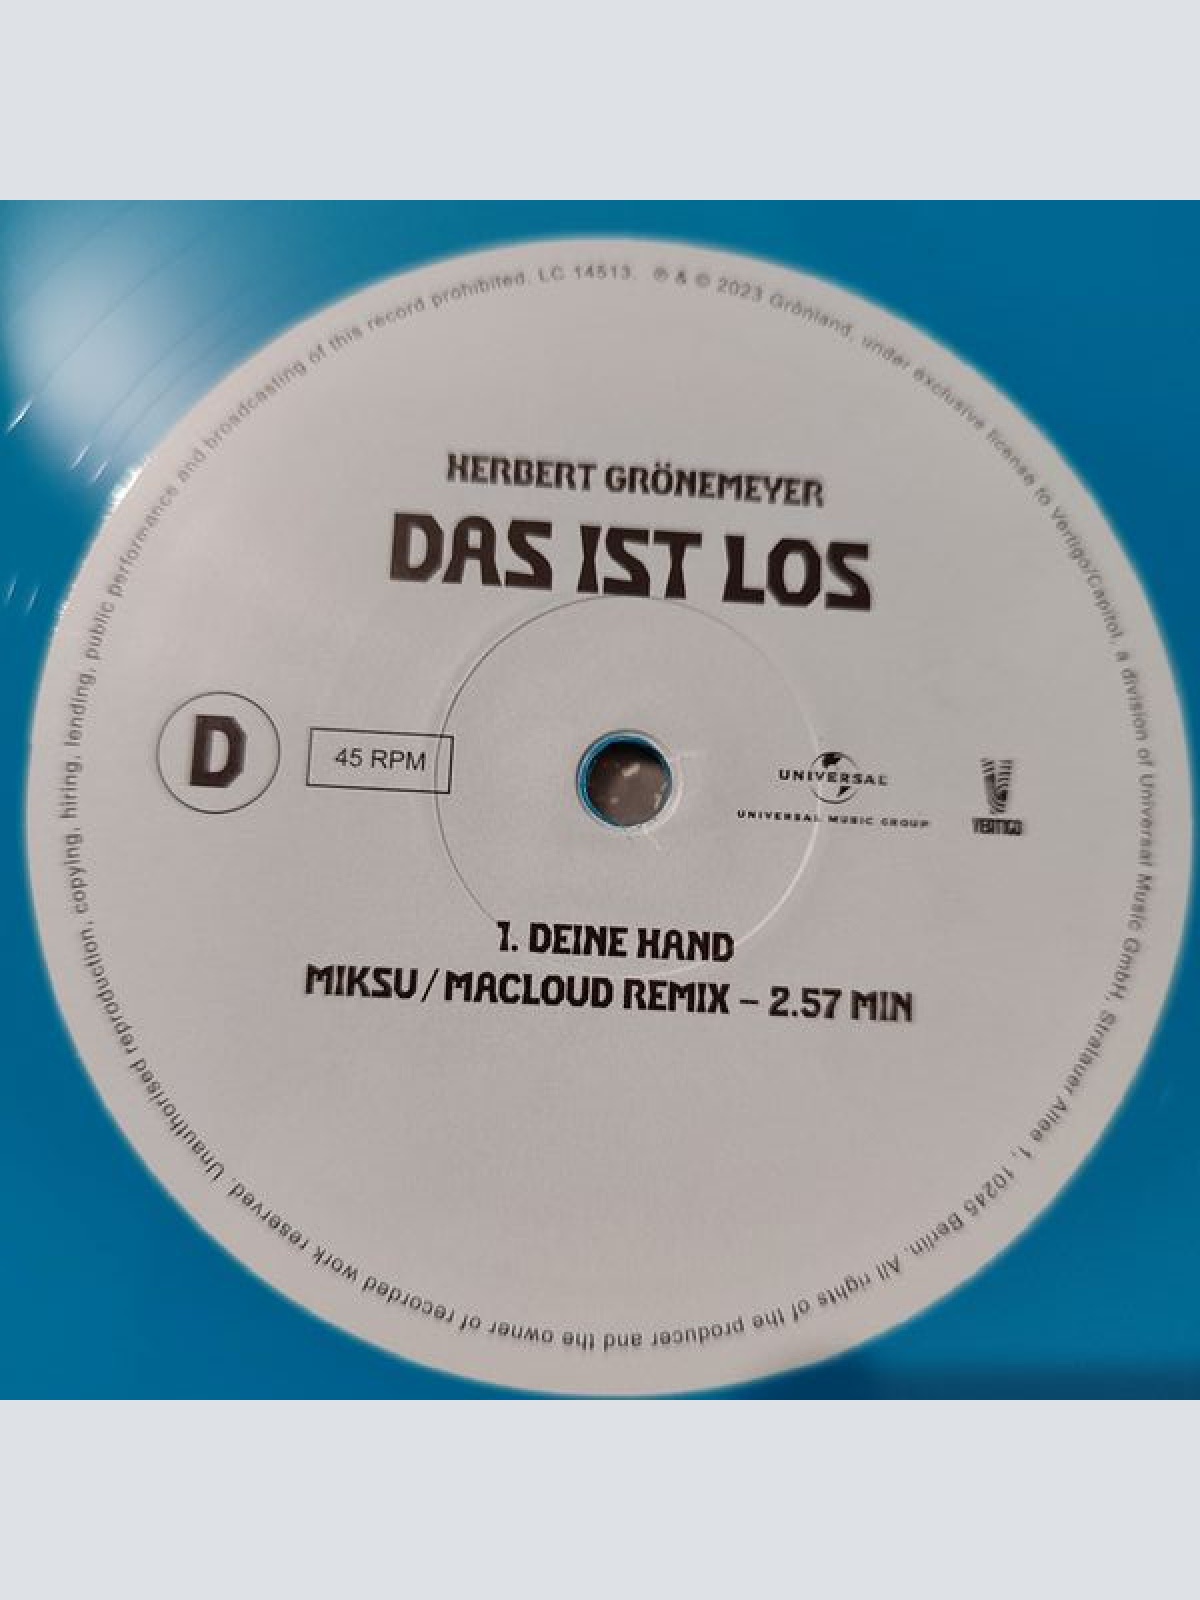 HERBERT GRÖNEMEYER
DAS IST LOS
D
45 RPM
UNIVERSAL
UNIVERSAL MUSIC GROUP
VERTIGO
1. DEINE HAND
MIKSU / MACLOUD REMIX – 2.57 MIN
℗ & © 2023 Grönland, under exclusive license to Vertigo/Capitol, a division of Universal Music GmbH, Stralauer Allee 1, 10245 Berlin. All rights of the producer and the owner of recorded work reserved. Unauthorised reproduction, copying, hiring, lending, public performance and broadcasting of this record prohibited. LC 14513.